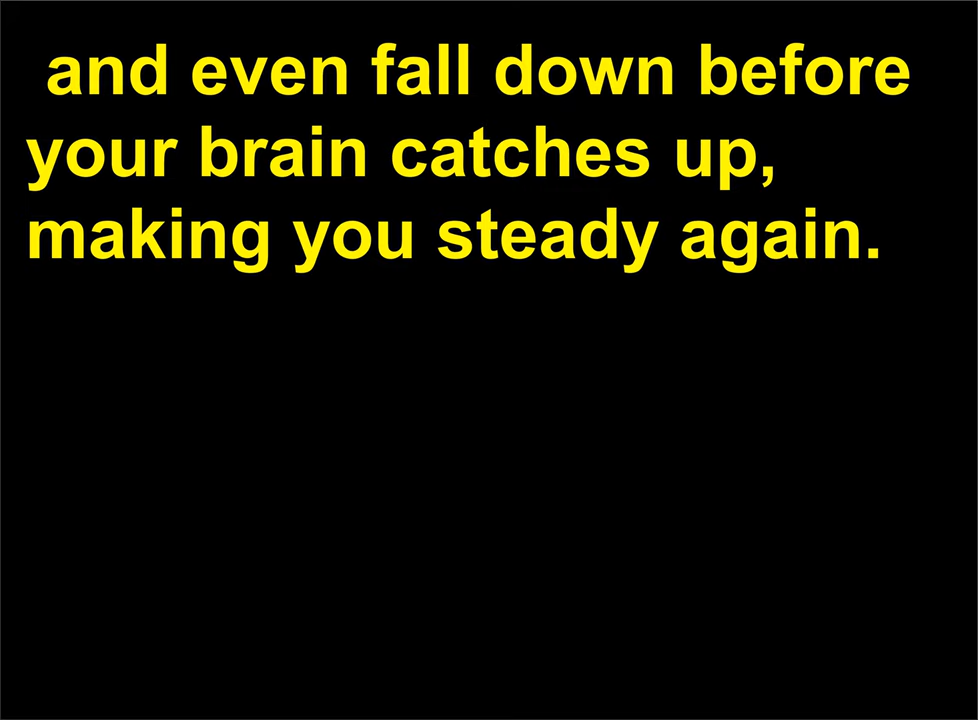 and even fall down before
your brain catches up,
making you steady again.